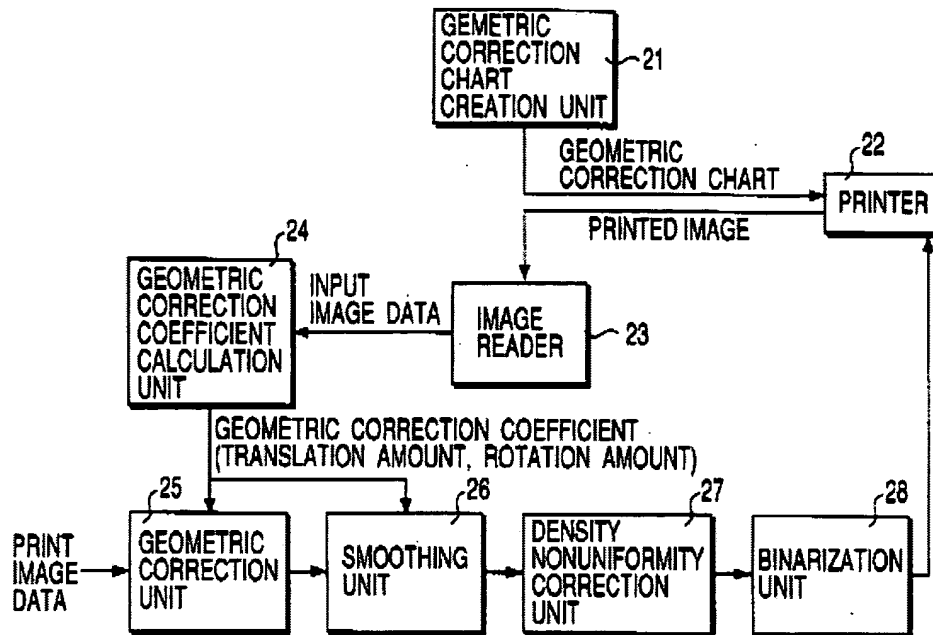 GEMETRIC
CORRECTION
CHART
CREATION UNIT
21
GEOMETRIC
CORRECTION CHART
22
PRINTER
PRINTED IMAGE
24
GEOMETRIC
CORRECTION
COEFFICIENT
CALCULATION
UNIT
INPUT
IMAGE DATA
IMAGE
READER
23
GEOMETRIC CORRECTION COEFFICIENT
(TRANSLATION AMOUNT, ROTATION AMOUNT)
PRINT
IMAGE
DATA
25
GEOMETRIC
CORRECTION
UNIT
26
SMOOTHING
UNIT
27
DENSITY
NONUNIFORMITY
CORRECTION
UNIT
28
BINARIZATION
UNIT